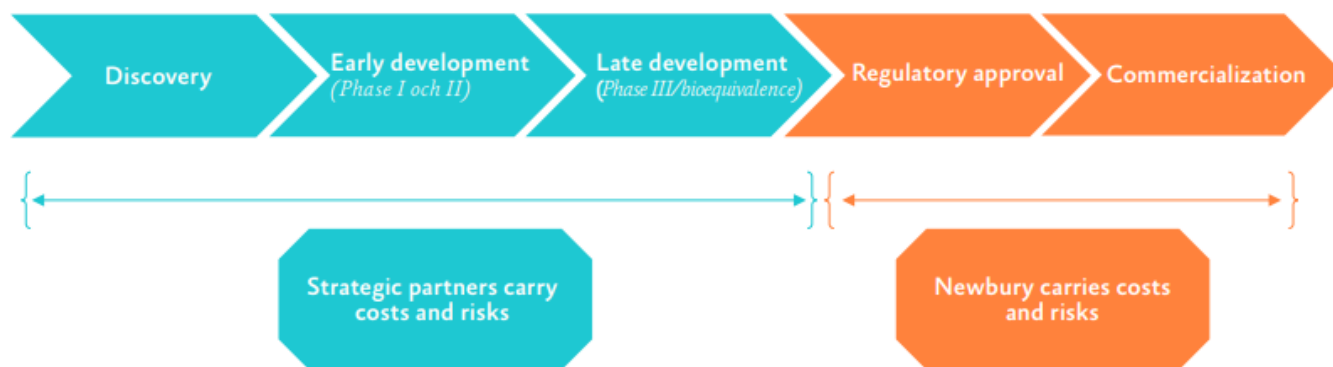 Discovery
Early development
(Phase I och II)
Late development
(Phase III/bioequivalence)
Regulatory approval
Commercialization
Strategic partners carry
costs and risks
Newbury carries costs
and risks